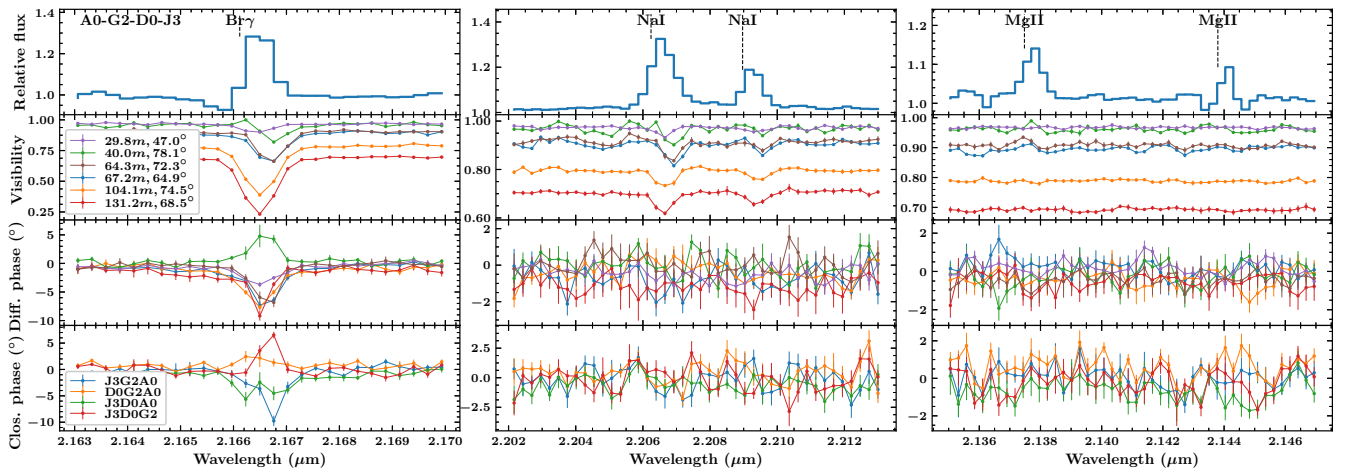 A0-G2-D0-J3
Brγ
NaI
NaI
MgII
MgII
Relative flux
1.2
1.0
1.4
1.2
1.0
1.2
1.1
1.0
Visibility
1.00
0.75
0.50
0.25
29.8m, 47.0°
40.0m, 78.1°
64.3m, 72.3°
67.2m, 64.9°
104.1m, 74.5°
131.2m, 68.5°
1.00
0.80
0.60
1.00
0.90
0.80
0.70
Diff. phase (°)
5
0
−5
−10
2
0
−2
2
0
−2
Clos. phase (°)
5
0
−5
−10
J3G2A0
D0G2A0
J3D0A0
J3D0G2
2.5
0.0
−2.5
2
0
−2
2.163 2.164 2.165 2.166 2.167 2.168 2.169 2.170
2.202 2.204 2.206 2.208 2.210 2.212
2.136 2.138 2.140 2.142 2.144 2.146
Wavelength (μm)
Wavelength (μm)
Wavelength (μm)